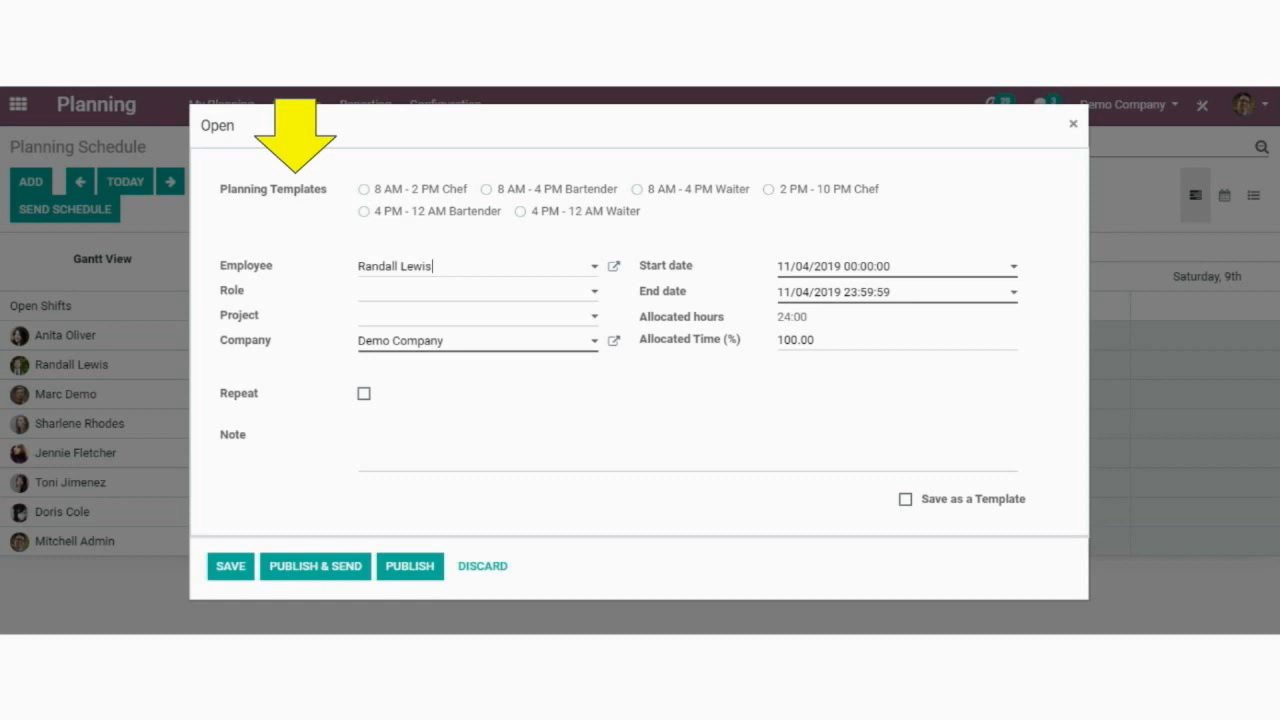 Planning
My Planning Reporting Configuration
Demo Company
Planning Schedule
ADD TODAY
SEND SCHEDULE
Gantt View
Saturday, 9th
Open Shifts
Anita Oliver
Randall Lewis
Marc Demo
Sharlene Rhodes
Jennie Fletcher
Toni Jimenez
Doris Cole
Mitchell Admin
Open ×
Planning Templates 8 AM - 2 PM Chef 8 AM - 4 PM Bartender 8 AM - 4 PM Waiter 2 PM - 10 PM Chef
4 PM - 12 AM Bartender 4 PM - 12 AM Waiter
Employee Randall Lewis Start date 11/04/2019 00:00:00
Role End date 11/04/2019 23:59:59
Project Allocated hours 24:00
Company Demo Company Allocated Time (%) 100.00
Repeat
Note
Save as a Template
SAVE PUBLISH & SEND PUBLISH DISCARD